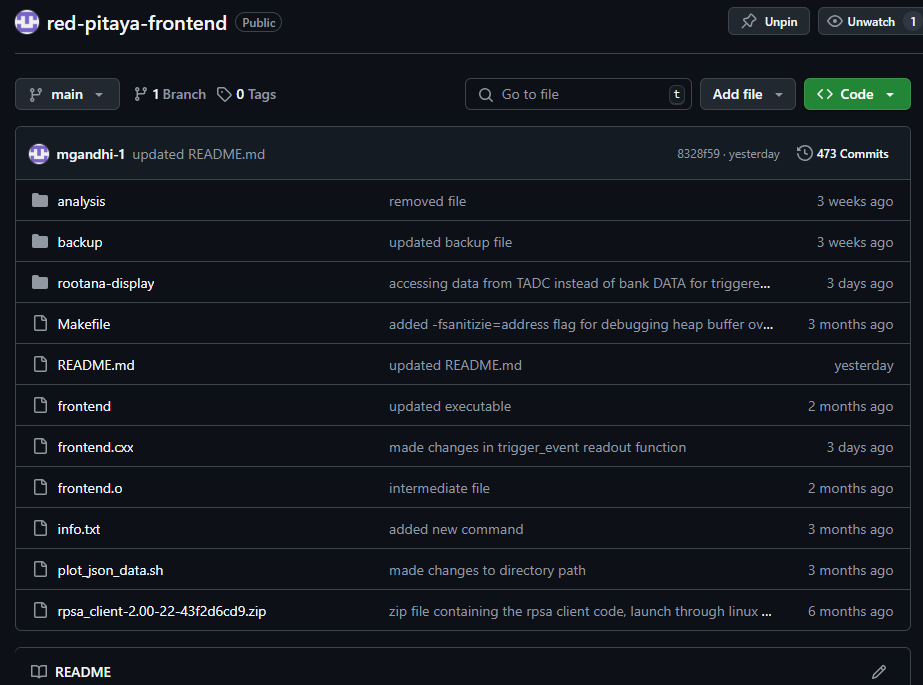 red-pitaya-frontend Public Unpin Unwatch 1
main 1 Branch 0 Tags Go to file t Add file Code
mgandhi-1 updated README.md 8328f59 · yesterday 473 Commits
analysis removed file 3 weeks ago
backup updated backup file 3 weeks ago
rootana-display accessing data from TADC instead of bank DATA for triggere... 3 days ago
Makefile added -fsanitizie=address flag for debugging heap buffer ov... 3 months ago
README.md updated README.md yesterday
frontend updated executable 2 months ago
frontend.cxx made changes in trigger_event readout function 3 days ago
frontend.o intermediate file 2 months ago
info.txt added new command 3 months ago
plot_json_data.sh made changes to directory path 3 months ago
rpsa_client-2.00-22-43f2d6cd9.zip zip file containing the rpsa client code, launch through linux ... 6 months ago
README